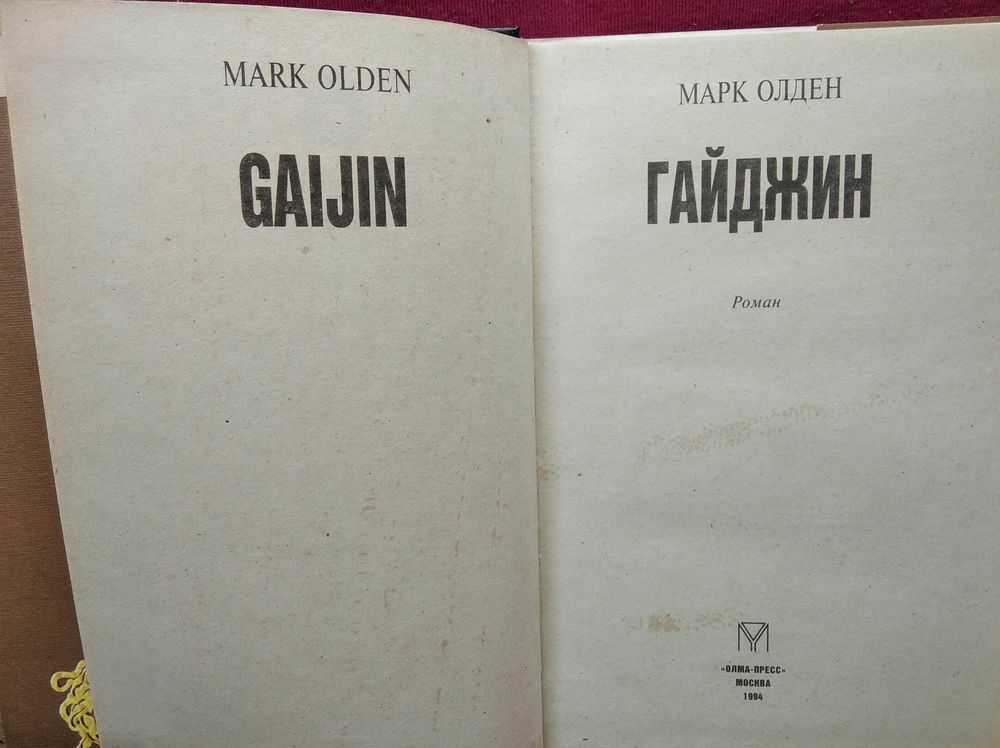 MARK OLDEN
GAIJIN
МАРК ОЛДЕН
ГАЙДЖИН
Роман
«ОЛМА-ПРЕСС»
МОСКВА
1994